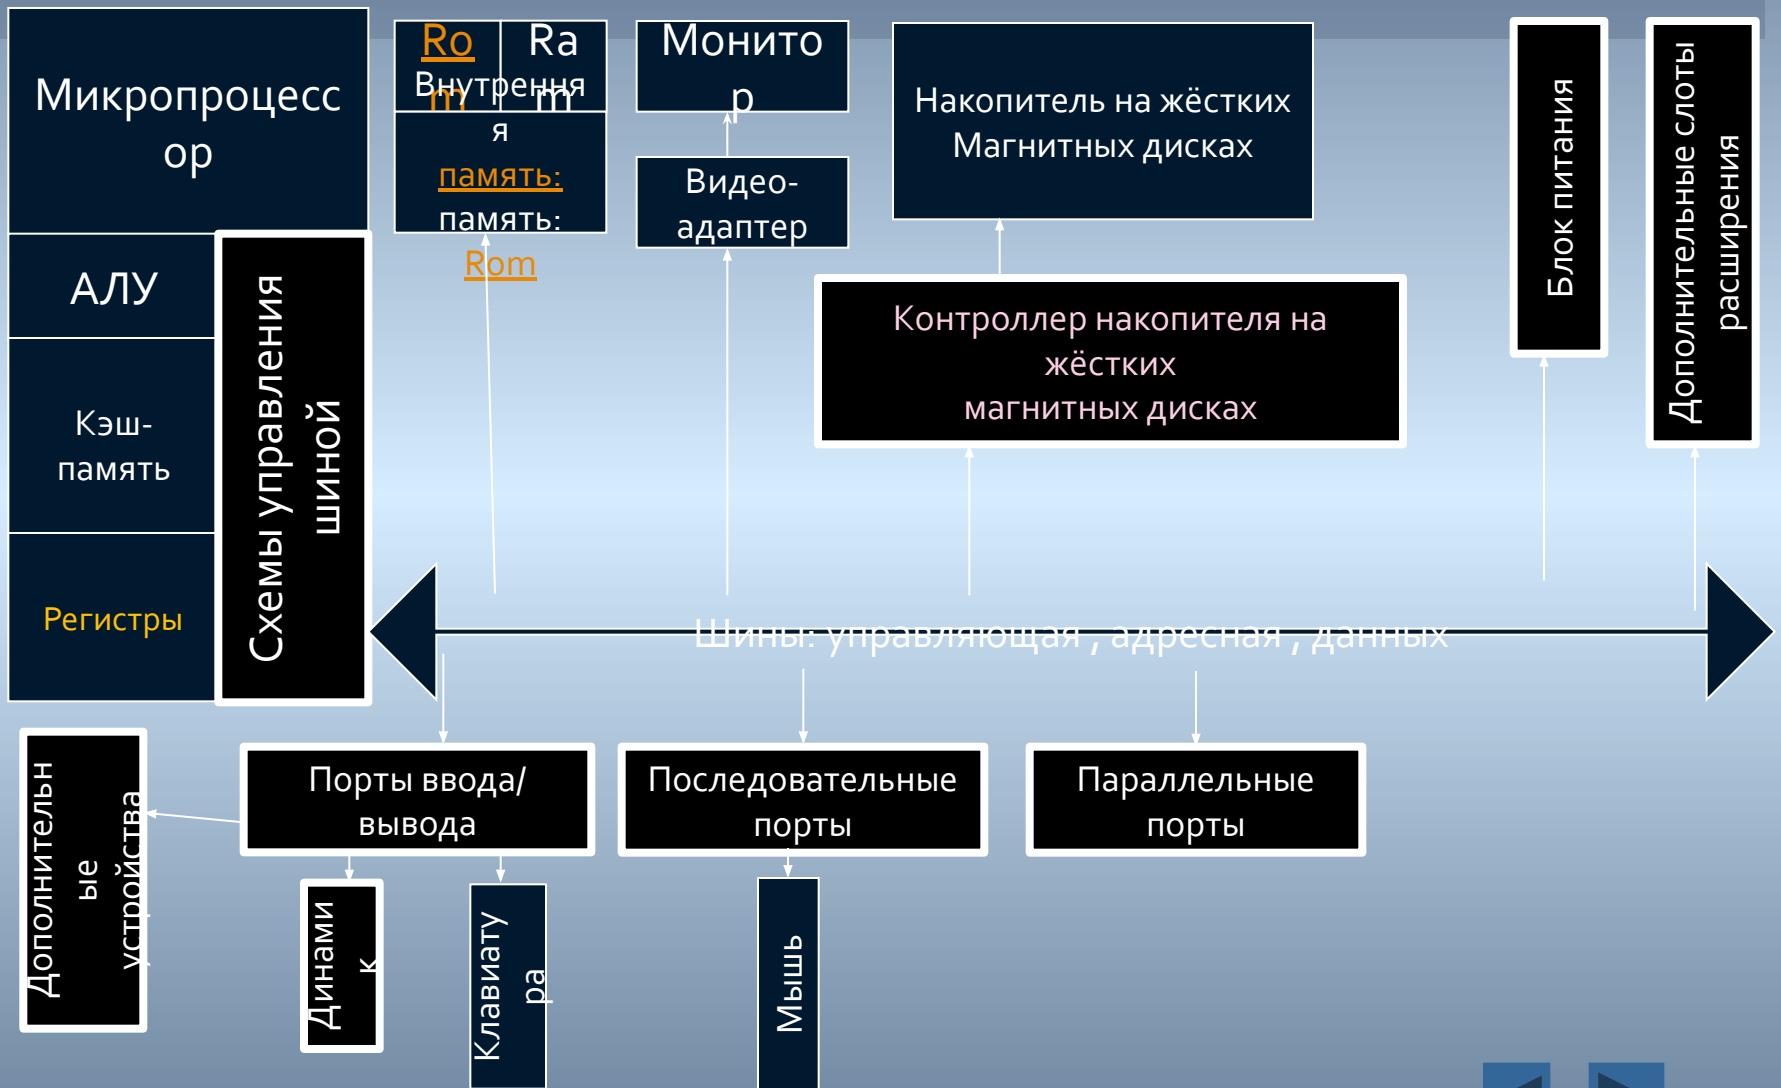 Микропроцесс
ор
АЛУ
Кэш-
память
Регистры
Схемы управления
шиной
Ro
m
Ra
m
Внутрення
я
память:
память:
Rom
Монито
р
Видео-
адаптер
Накопитель на жёстких
Магнитных дисках
Контроллер накопителя на
жёстких
магнитных дисках
Блок питания
Дополнительные слоты
расширения
Шины: управляющая , адресная , данных
Дополнительн
ые
устройства
Порты ввода/
вывода
Последовательные
порты
Параллельные
порты
Динами
к
Клавиату
ра
Мышь